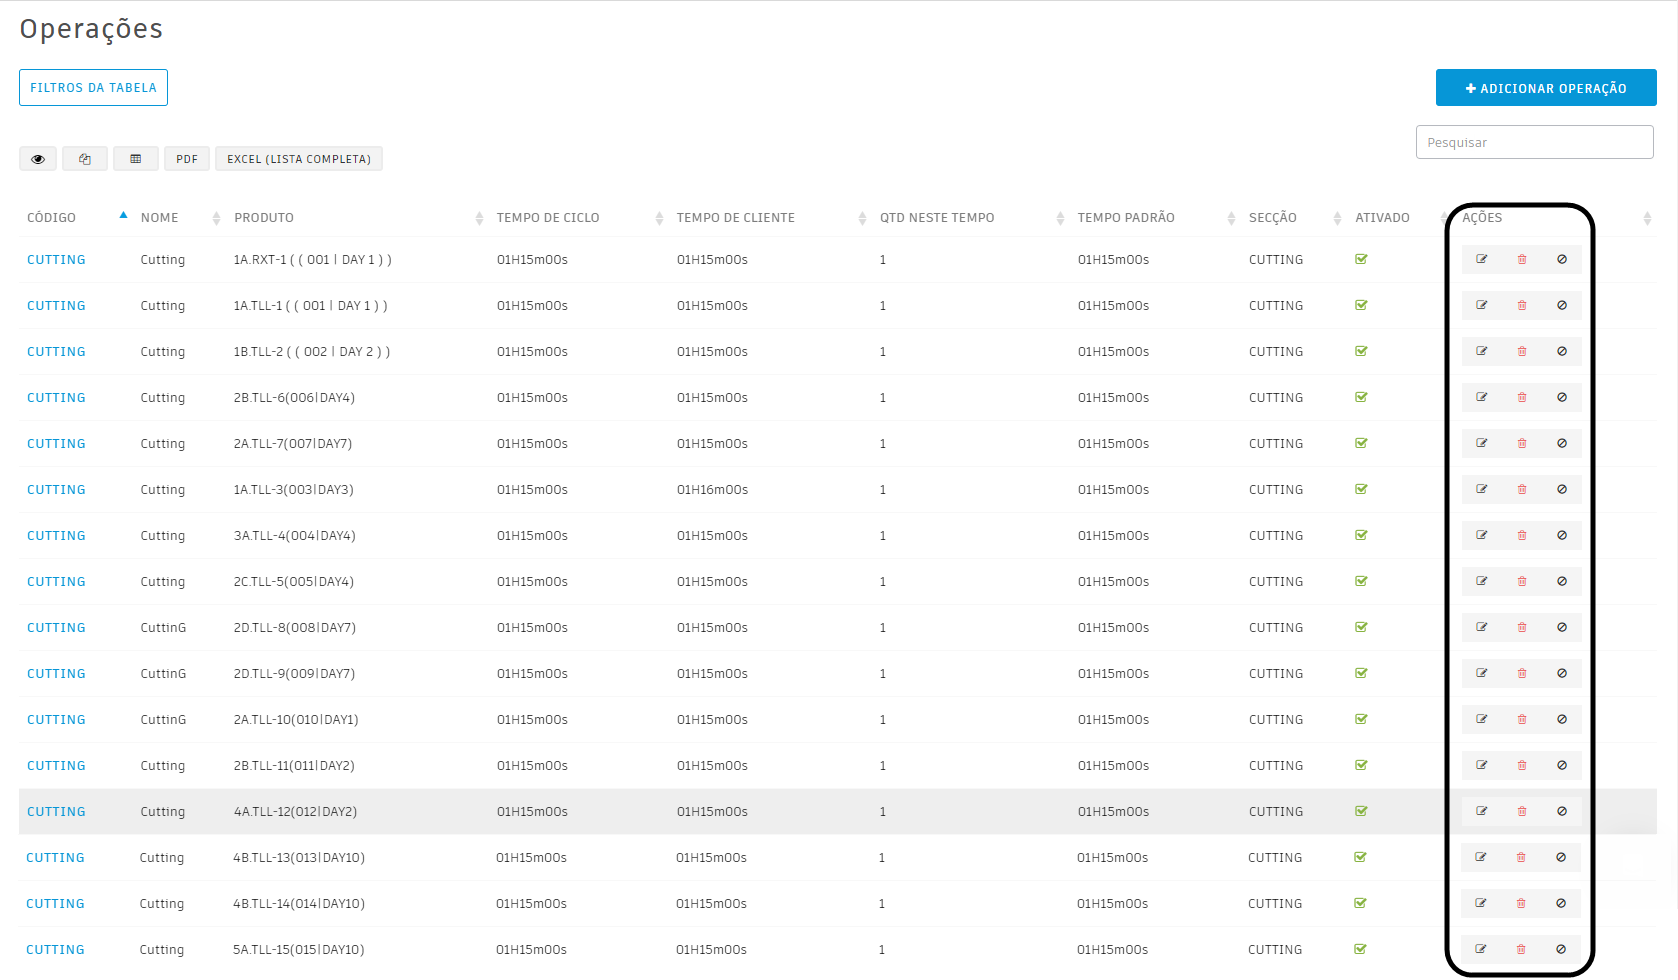 Operações
FILTROS DA TABELA
ADICIONAR OPERAÇÃO
Pesquisar
PDF EXCEL (LISTA COMPLETA)
CÓDIGO NOME PRODUTO TEMPO DE CICLO TEMPO DE CLIENTE QTD NESTE TEMPO TEMPO PADRÃO SECÇÃO ATIVADO AÇÕES
CUTTING Cutting 1A.RXT-1 ( ( 001 | DAY 1 ) ) 01H15m00s 01H15m00s 1 01H15m00s CUTTING
CUTTING Cutting 1A.TLL-1 ( ( 001 | DAY 1 ) ) 01H15m00s 01H15m00s 1 01H15m00s CUTTING
CUTTING Cutting 1B.TLL-2 ( ( 002 | DAY 2 ) ) 01H15m00s 01H15m00s 1 01H15m00s CUTTING
CUTTING Cutting 2B.TLL-6(006|DAY4) 01H15m00s 01H15m00s 1 01H15m00s CUTTING
CUTTING Cutting 2A.TLL-7(007|DAY7) 01H15m00s 01H15m00s 1 01H15m00s CUTTING
CUTTING Cutting 1A.TLL-3(003|DAY3) 01H15m00s 01H16m00s 1 01H15m00s CUTTING
CUTTING Cutting 3A.TLL-4(004|DAY4) 01H15m00s 01H15m00s 1 01H15m00s CUTTING
CUTTING Cutting 2C.TLL-5(005|DAY4) 01H15m00s 01H15m00s 1 01H15m00s CUTTING
CUTTING CuttinG 2D.TLL-8(008|DAY7) 01H15m00s 01H15m00s 1 01H15m00s CUTTING
CUTTING CuttinG 2D.TLL-9(009|DAY7) 01H15m00s 01H15m00s 1 01H15m00s CUTTING
CUTTING CuttinG 2A.TLL-10(010|DAY1) 01H15m00s 01H15m00s 1 01H15m00s CUTTING
CUTTING Cutting 2B.TLL-11(011|DAY2) 01H15m00s 01H15m00s 1 01H15m00s CUTTING
CUTTING Cutting 4A.TLL-12(012|DAY2) 01H15m00s 01H15m00s 1 01H15m00s CUTTING
CUTTING Cutting 4B.TLL-13(013|DAY10) 01H15m00s 01H15m00s 1 01H15m00s CUTTING
CUTTING Cutting 4B.TLL-14(014|DAY10) 01H15m00s 01H15m00s 1 01H15m00s CUTTING
CUTTING Cutting 5A.TLL-15(015|DAY10) 01H15m00s 01H15m00s 1 01H15m00s CUTTING